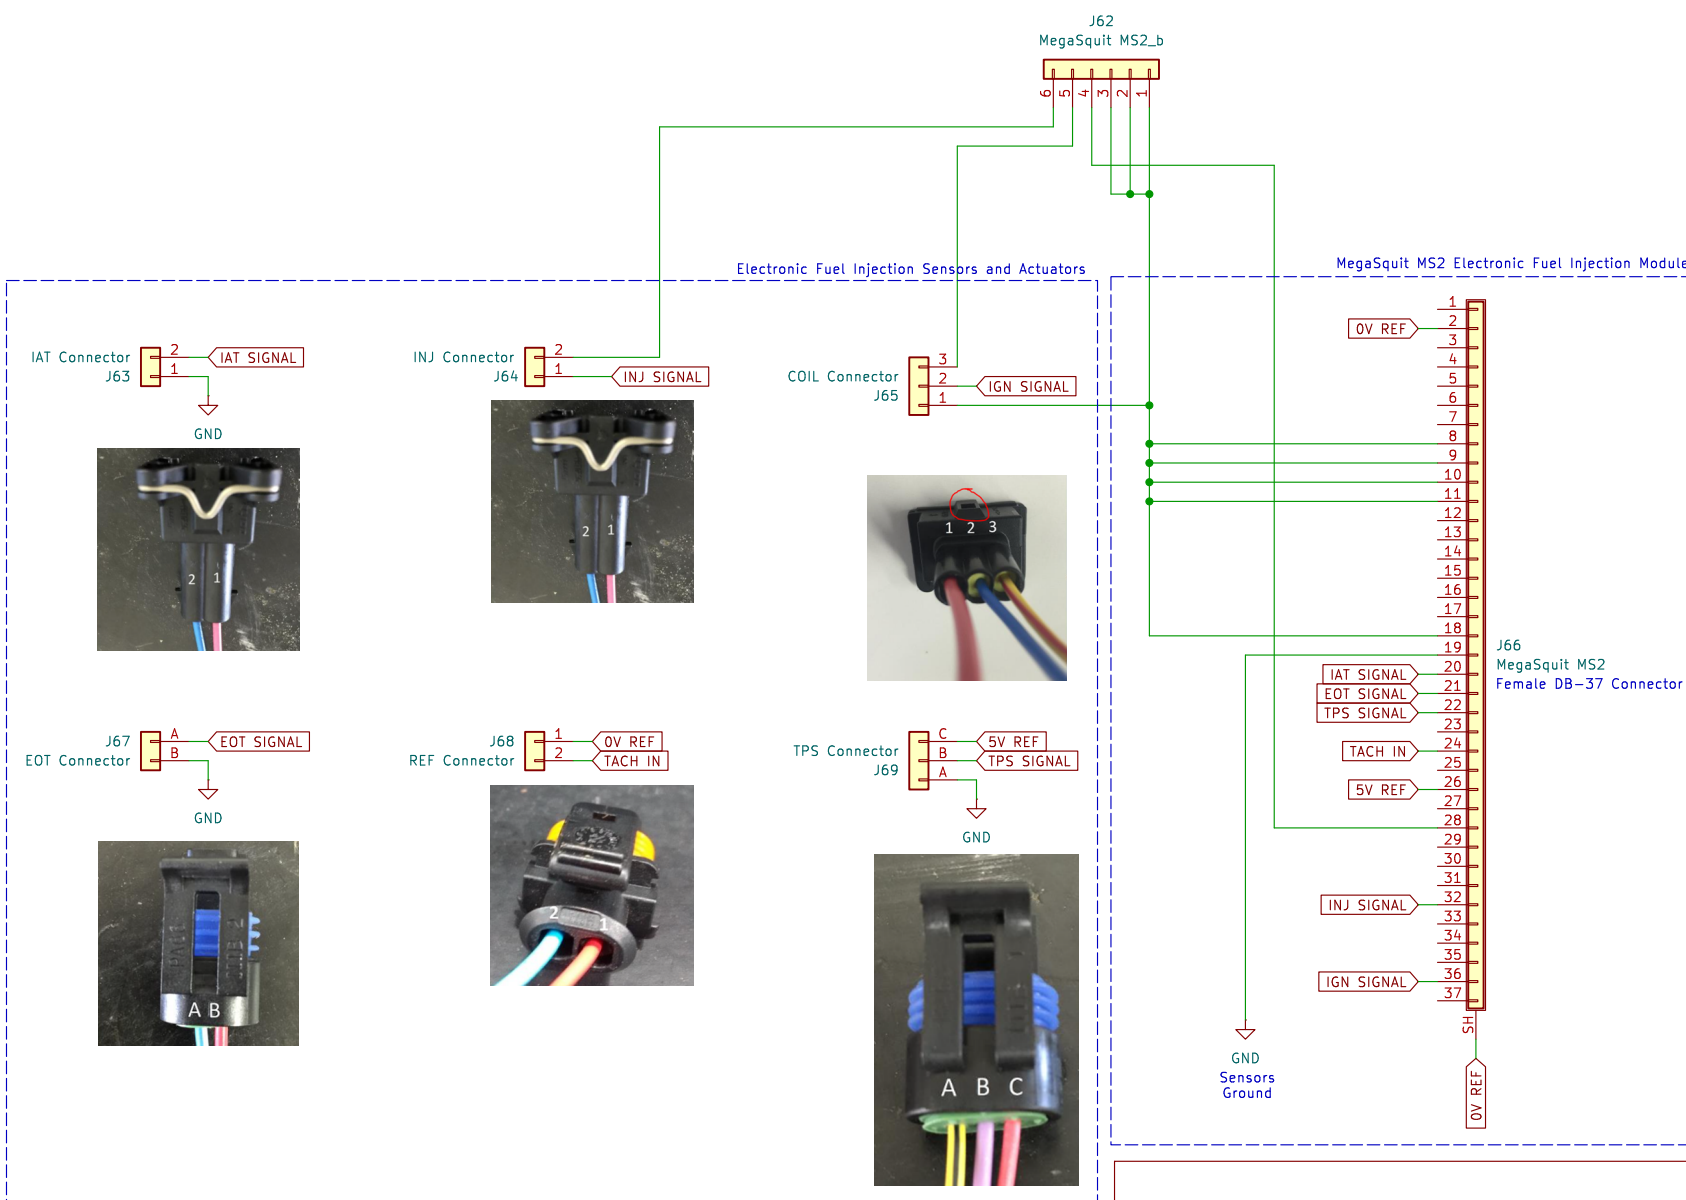 J62
MegaSquit MS2_b
6
5
4
3
2
1
Electronic Fuel Injection Sensors and Actuators
MegaSquit MS2 Electronic Fuel Injection Module
IAT Connector
J63
2
1
IAT SIGNAL
GND
2 1
INJ Connector
J64
2
1
INJ SIGNAL
2 1
COIL Connector
J65
3
2
1
IGN SIGNAL
1 2 3
J67
EOT Connector
A
B
EOT SIGNAL
GND
A B
J68
REF Connector
1
2
0V REF
TACH IN
2 1
TPS Connector
J69
C
B
A
5V REF
TPS SIGNAL
GND
A B C
1
0V REF 2
3
4
5
6
7
8
9
10
11
12
13
14
15
16
17
18
19
IAT SIGNAL 20
EOT SIGNAL 21
TPS SIGNAL 22
23
TACH IN 24
25
5V REF 26
27
28
29
30
31
INJ SIGNAL 32
33
34
35
IGN SIGNAL 36
37
SH
0V REF
J66
MegaSquit MS2
Female DB-37 Connector
GND
Sensors
Ground